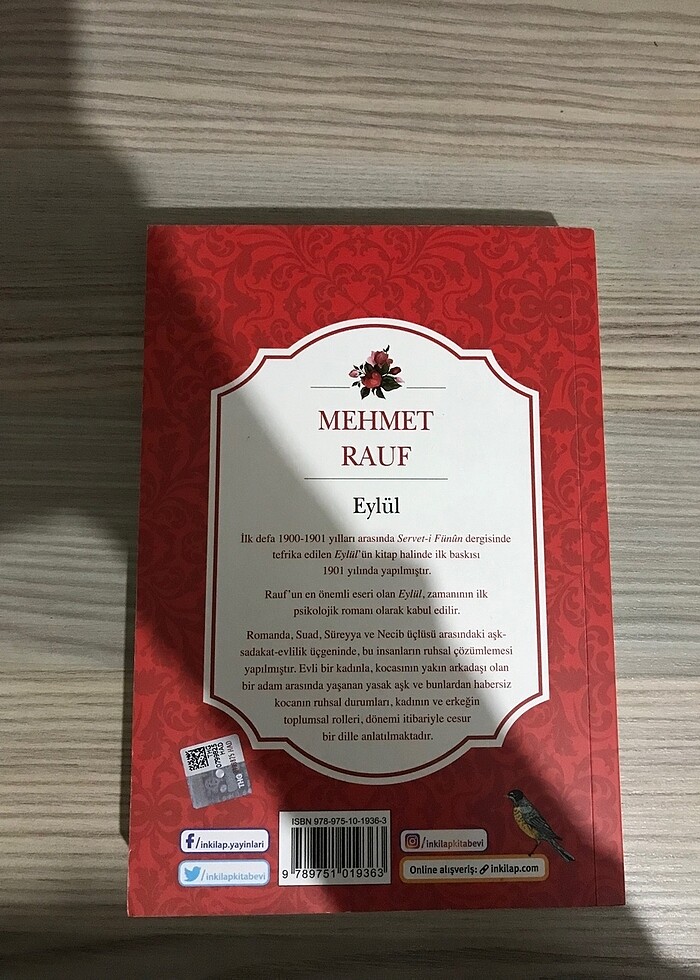 MEHMET
RAUF
Eylül
İlk defa 1900-1901 yılları arasında Servet-i Fünûn dergisinde
tefrika edilen Eylül'ün kitap halinde ilk baskısı
1901 yılında yapılmıştır.
Rauf'un en önemli eseri olan Eylül, zamanının ilk
psikolojik romanı olarak kabul edilir.
Romanda, Suad, Süreyya ve Necib üçlüsü arasındaki aşk-
sadakat-evlilik üçgeninde, bu insanların ruhsal çözümlemesi
yapılmıştır. Evli bir kadınla, kocasının yakın arkadaşı olan
bir adam arasında yaşanan yasak aşk ve bunlardan habersiz
kocanın ruhsal durumları, kadının ve erkeğin
toplumsal rolleri, dönemi itibariyle cesur
bir dille anlatılmaktadır.
ISBN 978-975-10-1936-3
9 789751 019363
/inkilap.yayinlari
/inkilapkitabevi
/inkilapkitabevi
Online alışveriş: inkilap.com